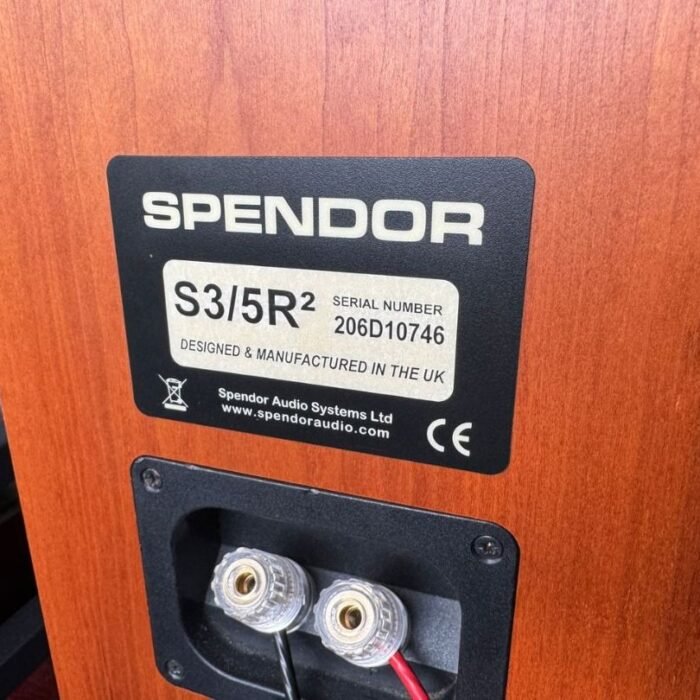 SPENDOR
S3/5R²
SERIAL NUMBER
206D10746
DESIGNED & MANUFACTURED IN THE UK
Spendor Audio Systems Ltd
www.spendoraudio.com
CE